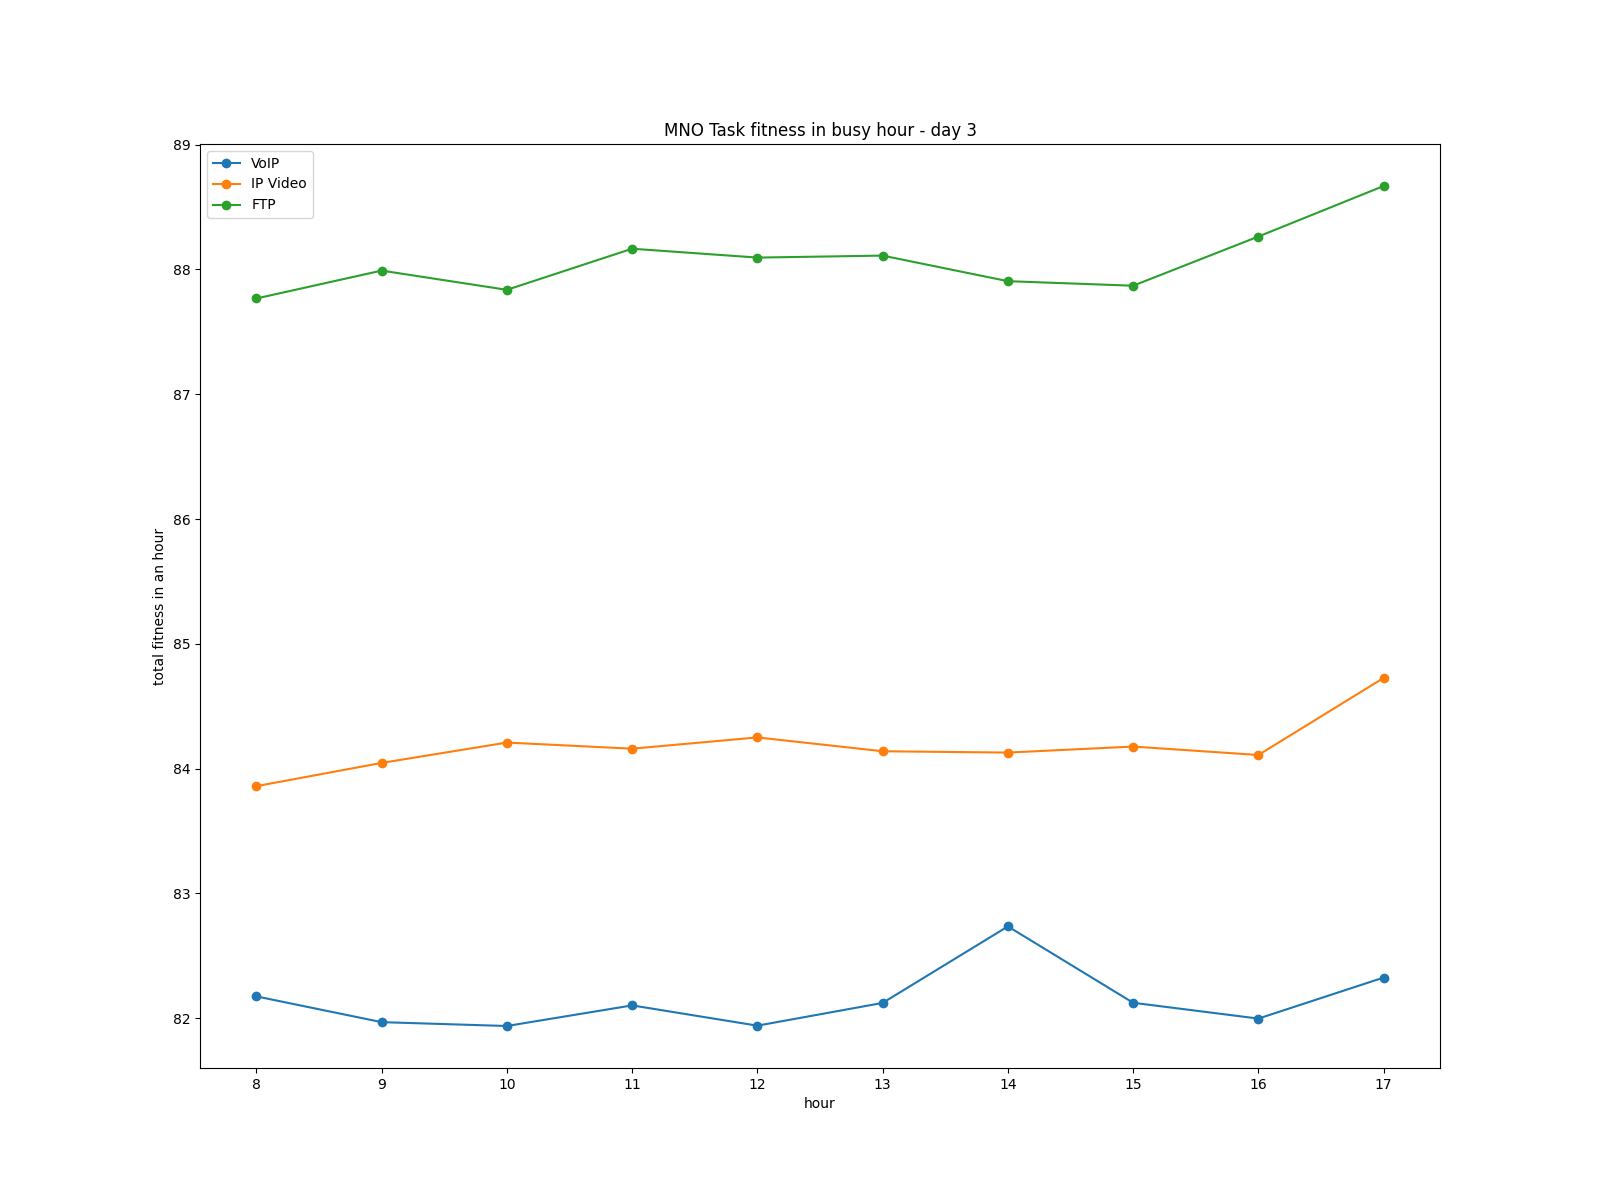 MNO Task fitness in busy hour - day 3
VoIP
IP Video
FTP
89
88
87
86
85
84
83
82
total fitness in an hour
8 9 10 11 12 13 14 15 16 17
hour